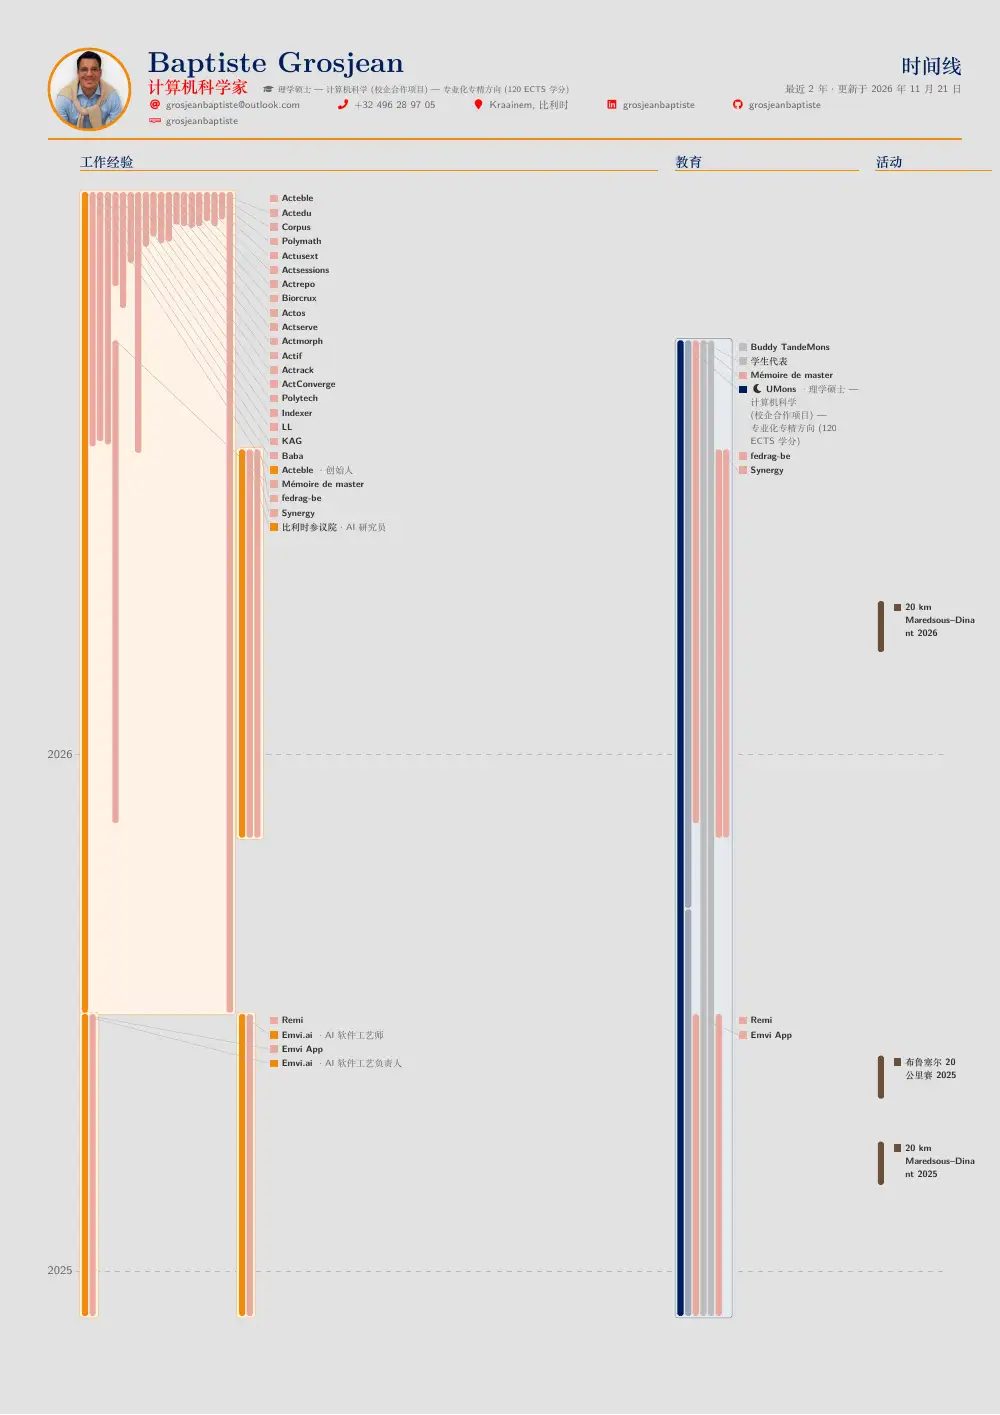 Baptiste Grosjean
时间线
计算机科学家
理学硕士 — 计算机科学 (校企合作项目) — 专业化专精方向 (120 ECTS 学分)
最近 2 年 · 更新于 2026 年 11 月 21 日
grosjeanbaptiste@outlook.com
+32 496 28 97 05
Kraainem, 比利时
grosjeanbaptiste
grosjeanbaptiste
grosjeanbaptiste
工作经验
教育
活动
Acteble
Actedu
Corpus
Polymath
Actusext
Actsessions
Actrepo
Biorcrux
Actos
Actserve
Actmorph
Actif
Actrack
ActConverge
Polytech
Indexer
LL
KAG
Baba
Acteble · 创始人
Mémoire de master
fedrag-be
Synergy
比利时参议院 · AI 研究员
Buddy TandeMons
学生代表
Mémoire de master
UMons · 理学硕士 —
计算机科学
(校企合作项目) —
专业化专精方向 (120
ECTS 学分)
fedrag-be
Synergy
20 km
Maredsous–Dina
nt 2026
2026
Remi
Emvi.ai · AI 软件工艺师
Emvi App
Emvi.ai · AI 软件工艺负责人
Remi
Emvi App
布鲁塞尔 20
公里赛 2025
20 km
Maredsous–Dina
nt 2025
2025